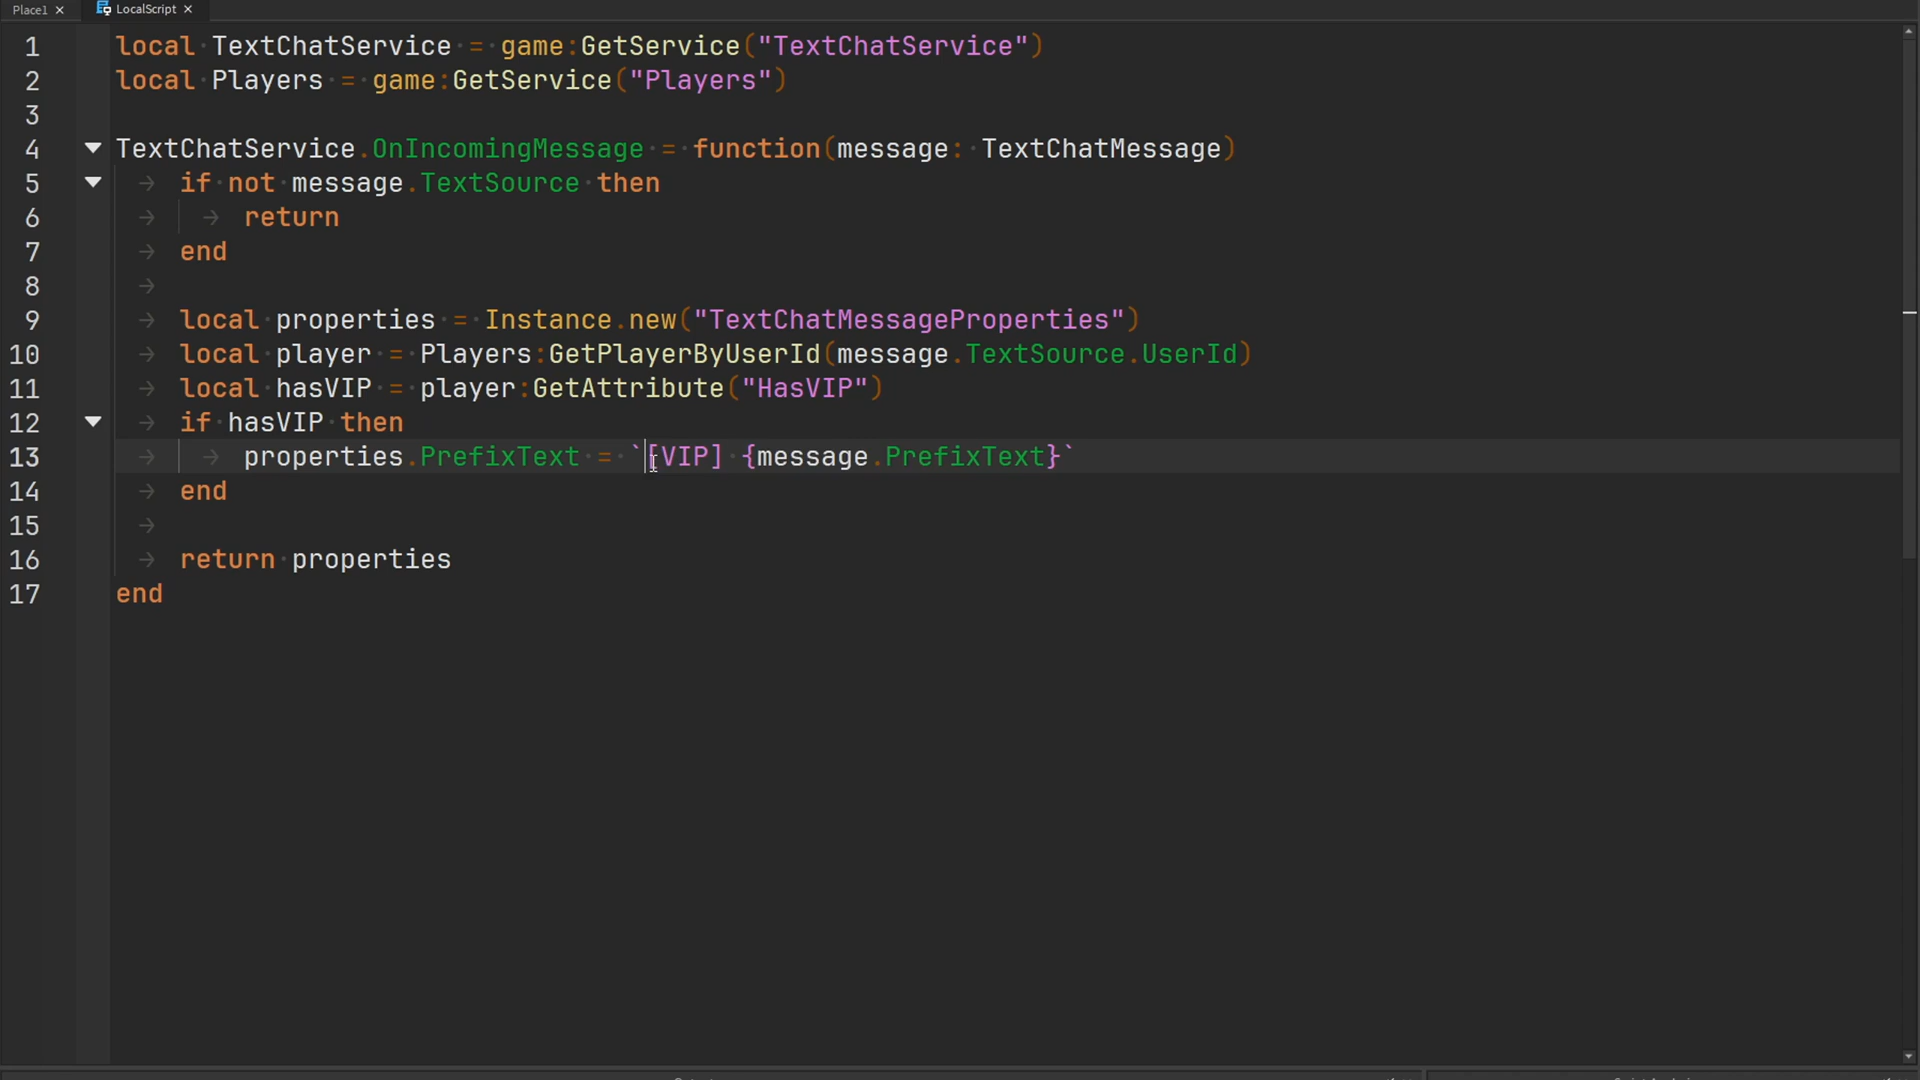 Place1 ×
LocalScript ×
1 local TextChatService = game:GetService("TextChatService")
2 local Players = game:GetService("Players")
3
4 TextChatService.OnIncomingMessage = function(message: TextChatMessage)
5 if not message.TextSource then
6 return
7 end
8
9 local properties = Instance.new("TextChatMessageProperties")
10 local player = Players:GetPlayerByUserId(message.TextSource.UserId)
11 local hasVIP = player:GetAttribute("HasVIP")
12 if hasVIP then
13 properties.PrefixText = `[VIP] {message.PrefixText}`
14 end
15
16 return properties
17 end